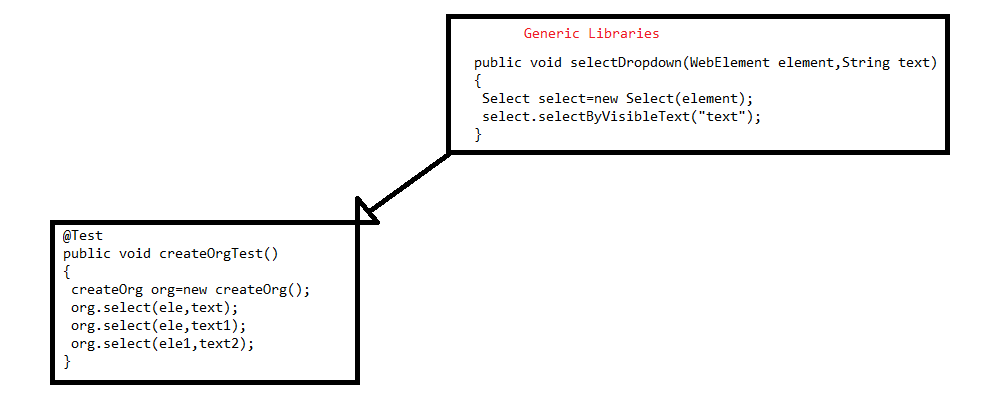 Generic Libraries
public void selectDropdown(WebElement element,String text)
{
Select select=new Select(element);
select.selectByVisibleText("text");
}
@Test
public void createOrgTest()
{
createOrg org=new createOrg();
org.select(ele,text);
org.select(ele,text1);
org.select(ele1,text2);
}